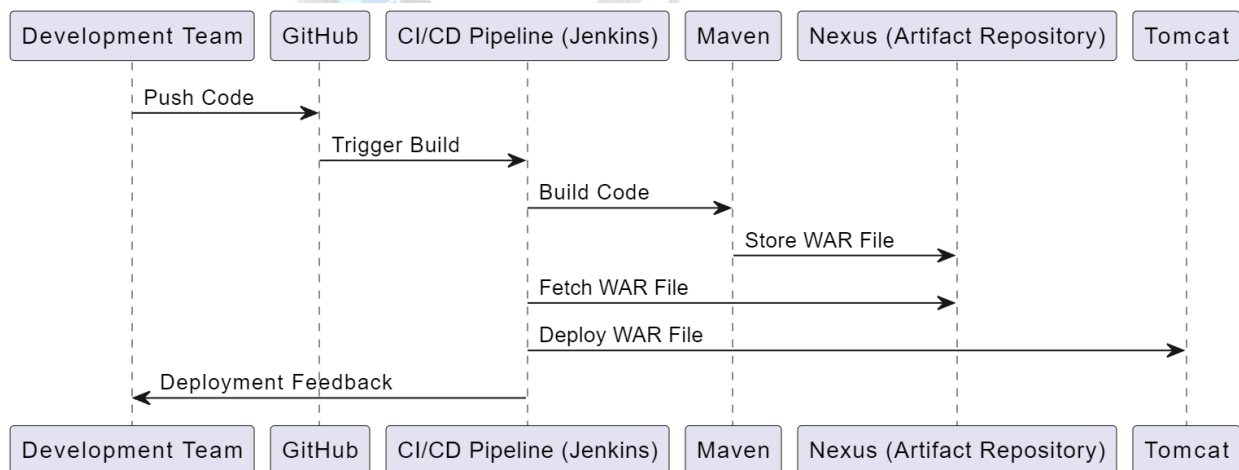 Development Team
GitHub
CI/CD Pipeline (Jenkins)
Maven
Nexus (Artifact Repository)
Tomcat
Push Code
Trigger Build
Build Code
Store WAR File
Fetch WAR File
Deploy WAR File
Deployment Feedback
Development Team
GitHub
CI/CD Pipeline (Jenkins)
Maven
Nexus (Artifact Repository)
Tomcat